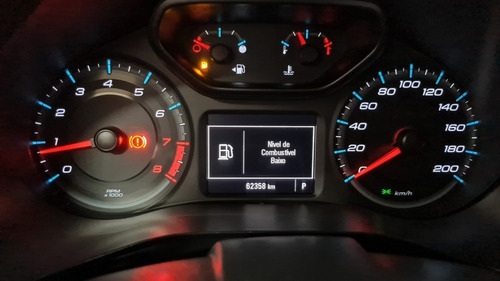 0 1 2 3 4 5 6 7 8
RPM
x 1000
Nível de
Combustível
Baixo
62358 km P
0 20 40 60 80 100 120 140 160 180 200
km/h